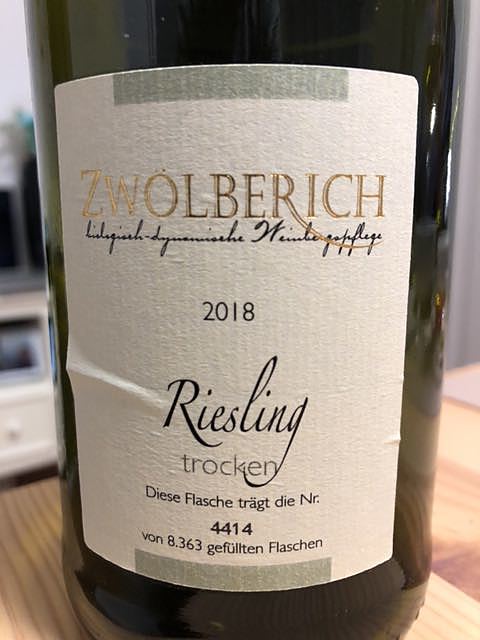 ZWÖLBERICH
biologisch-dynamische Weinbergspflege
2018
Riesling
trocken
Diese Flasche trägt die Nr.
4414
von 8.363 gefüllten Flaschen